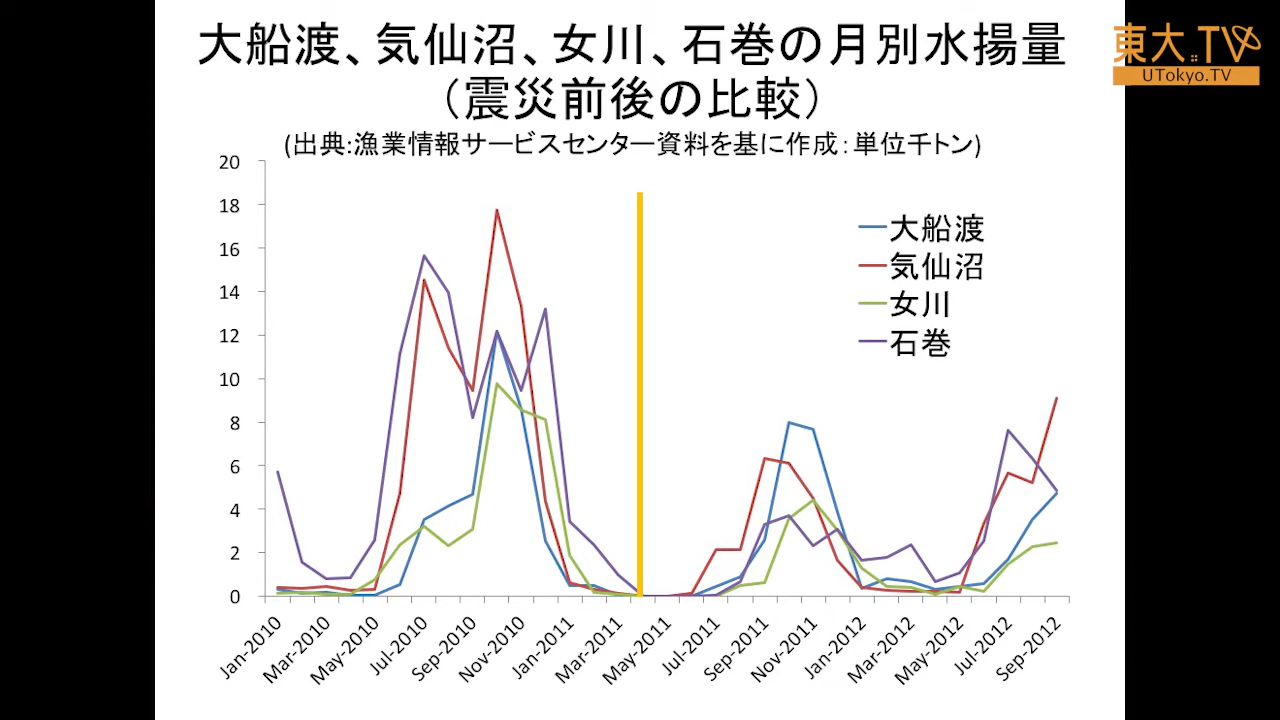 大船渡、気仙沼、女川、石巻の月別水揚量
（震災前後の比較）
(出典:漁業情報サービスセンター資料を基に作成：単位千トン)
東大.TV
UTokyo.TV
20
18
16
14
12
10
8
6
4
2
0
大船渡
気仙沼
女川
石巻
Jan-2010
Mar-2010
May-2010
Jul-2010
Sep-2010
Nov-2010
Jan-2011
Mar-2011
May-2011
Jul-2011
Sep-2011
Nov-2011
Jan-2012
Mar-2012
May-2012
Jul-2012
Sep-2012